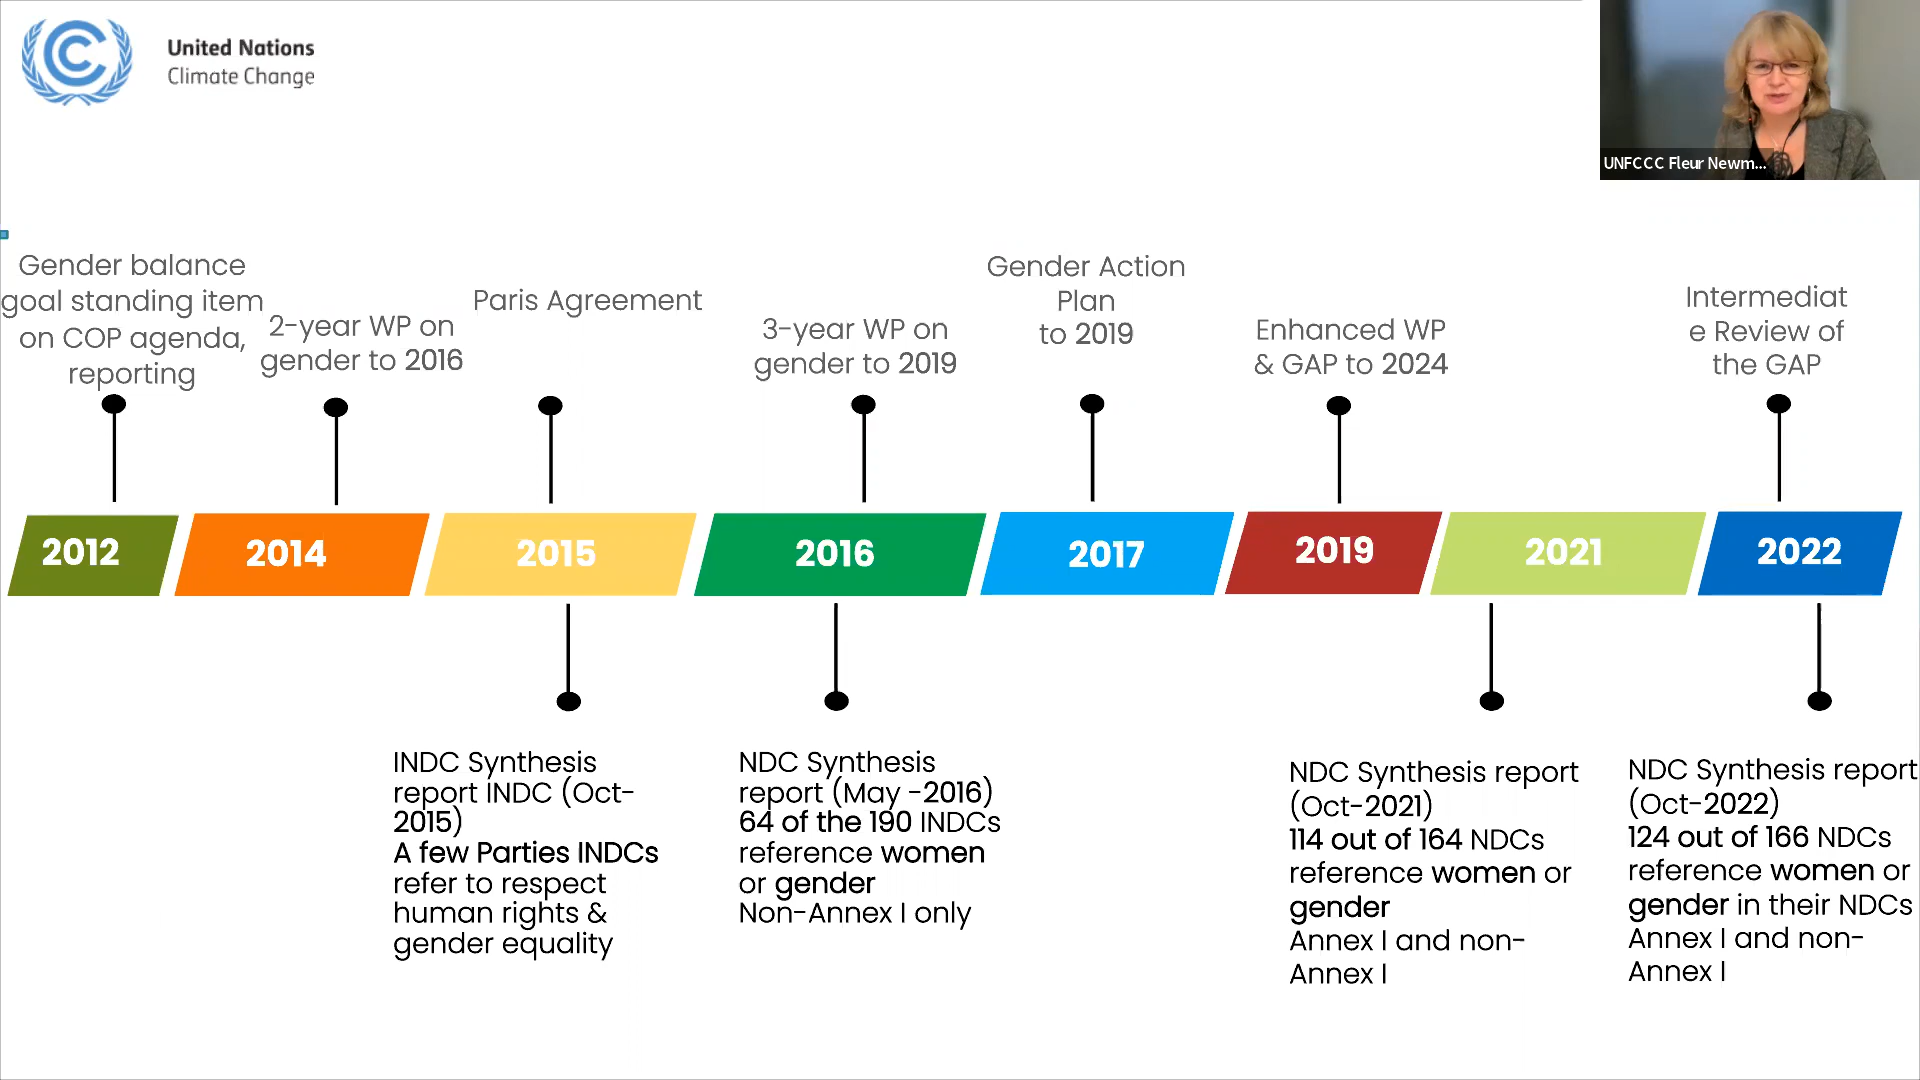 United Nations
Climate Change
UNFCCC Fleur Newm...
Gender balance
goal standing item
on COP agenda,
reporting
2-year WP on
gender to 2016
Paris Agreement
3-year WP on
gender to 2019
Gender Action
Plan
to 2019
Enhanced WP
& GAP to 2024
Intermediat
e Review of
the GAP
2012
2014
2015
2016
2017
2019
2021
2022
INDC Synthesis
report INDC (Oct-
2015)
A few Parties INDCs
refer to respect
human rights &
gender equality
NDC Synthesis
report (May -2016)
64 of the 190 INDCs
reference women
or gender
Non-Annex I only
NDC Synthesis report
(Oct-2021)
114 out of 164 NDCs
reference women or
gender
Annex I and non-
Annex I
NDC Synthesis report
(Oct-2022)
124 out of 166 NDCs
reference women or
gender in their NDCs
Annex I and non-
Annex I